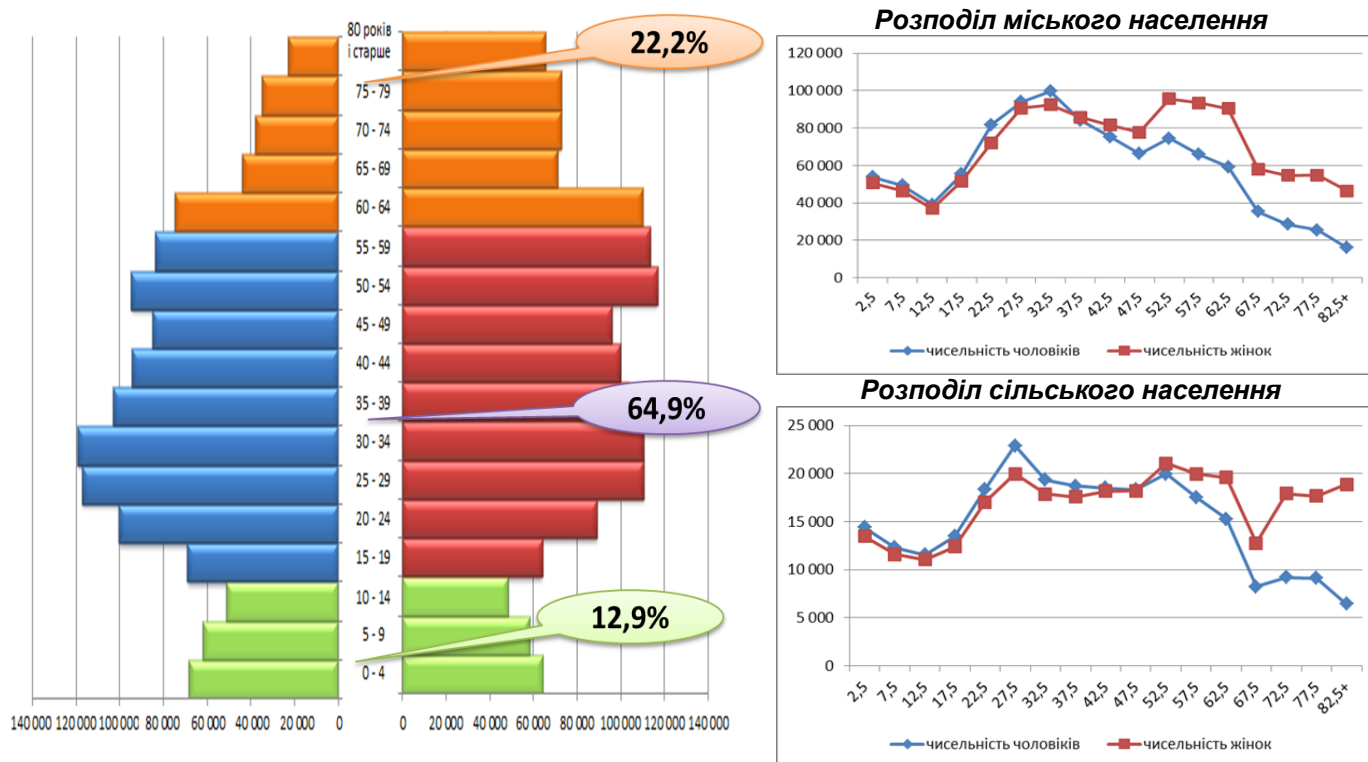 80 років
і старше
75 - 79
70 - 74
65 - 69
60 - 64
55 - 59
50 - 54
45 - 49
40 - 44
35 - 39
30 - 34
25 - 29
20 - 24
15 - 19
10 - 14
5 - 9
0 - 4
22,2%
64,9%
12,9%
140 000 120 000 100 000 80 000 60 000 40 000 20 000 0
0 20 000 40 000 60 000 80 000 100 000 120 000 140 000
Розподіл міського населення
120 000
100 000
80 000
60 000
40 000
20 000
0
2,5 7,5 12,5 17,5 22,5 27,5 32,5 37,5 42,5 47,5 52,5 57,5 62,5 67,5 72,5 77,5 82,5+
чисельність чоловіків чисельність жінок
Розподіл сільського населення
25 000
20 000
15 000
10 000
5 000
0
2,5 7,5 12,5 17,5 22,5 27,5 32,5 37,5 42,5 47,5 52,5 57,5 62,5 67,5 72,5 77,5 82,5+
чисельність чоловіків чисельність жінок